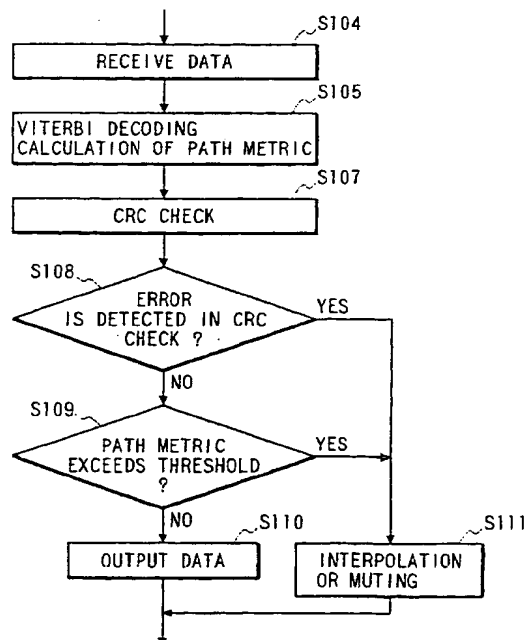 S104
RECEIVE DATA
S105
VITERBI DECODING
CALCULATION OF PATH METRIC
S107
CRC CHECK
S108
ERROR
IS DETECTED IN CRC
CHECK ?
YES
NO
S109
PATH METRIC
EXCEEDS THRESHOLD
?
YES
NO
S110
OUTPUT DATA
S111
INTERPOLATION
OR MUTING